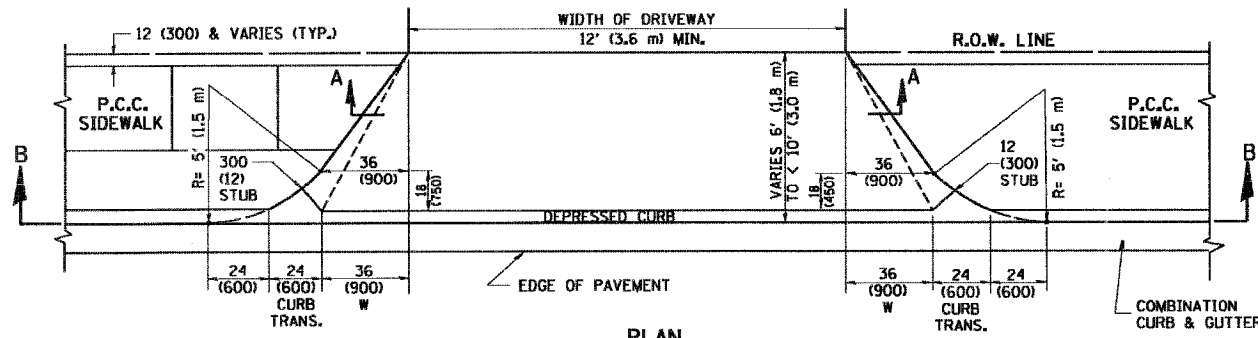 12 (300) & VARIES (TYP.)
WIDTH OF DRIVEWAY
12' (3.6 m) MIN.
R.O.W. LINE
A
A
P.C.C.
SIDEWALK
R= 5' (1.5 m)
300
(12)
STUB
36
(900)
18
(750)
VARIES 6' (1.8 m)
TO < 10' (3.0 m)
36
(900)
18
(450)
12
(300)
STUB
R= 5' (1.5 m)
P.C.C.
SIDEWALK
B
B
DEPRESSED CURB
24
(600)
24
(600)
CURB
TRANS.
36
(900)
W
EDGE OF PAVEMENT
36
(900)
W
24
(600)
CURB
TRANS.
24
(600)
COMBINATION
CURB & GUTTER
PLAN